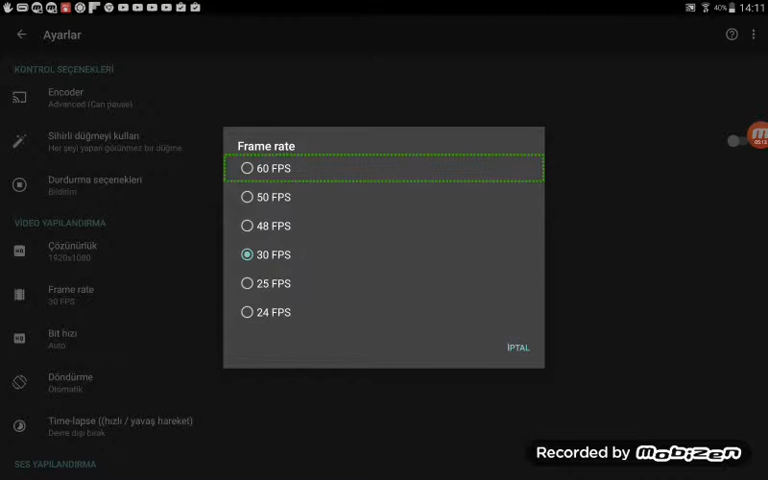 40% 14:11
Ayarlar
KONTROL SEÇENEKLERİ
Encoder
Advanced (Can pause)
Sihirli düğmeyi kullan
Her şeyi yapan görünmez bir düğme
05:13
Durdurma seçenekleri
Bildirim
VİDEO YAPILANDIRMA
Çözünürlük
1920x1080
Frame rate
30 FPS
Bit hızı
Auto
Döndürme
Otomatik
Time-lapse ((hızlı / yavaş hareket)
Devre dışı bırak
SES YAPILANDIRMA
Frame rate
60 FPS
50 FPS
48 FPS
30 FPS
25 FPS
24 FPS
İPTAL
Recorded by mobizen